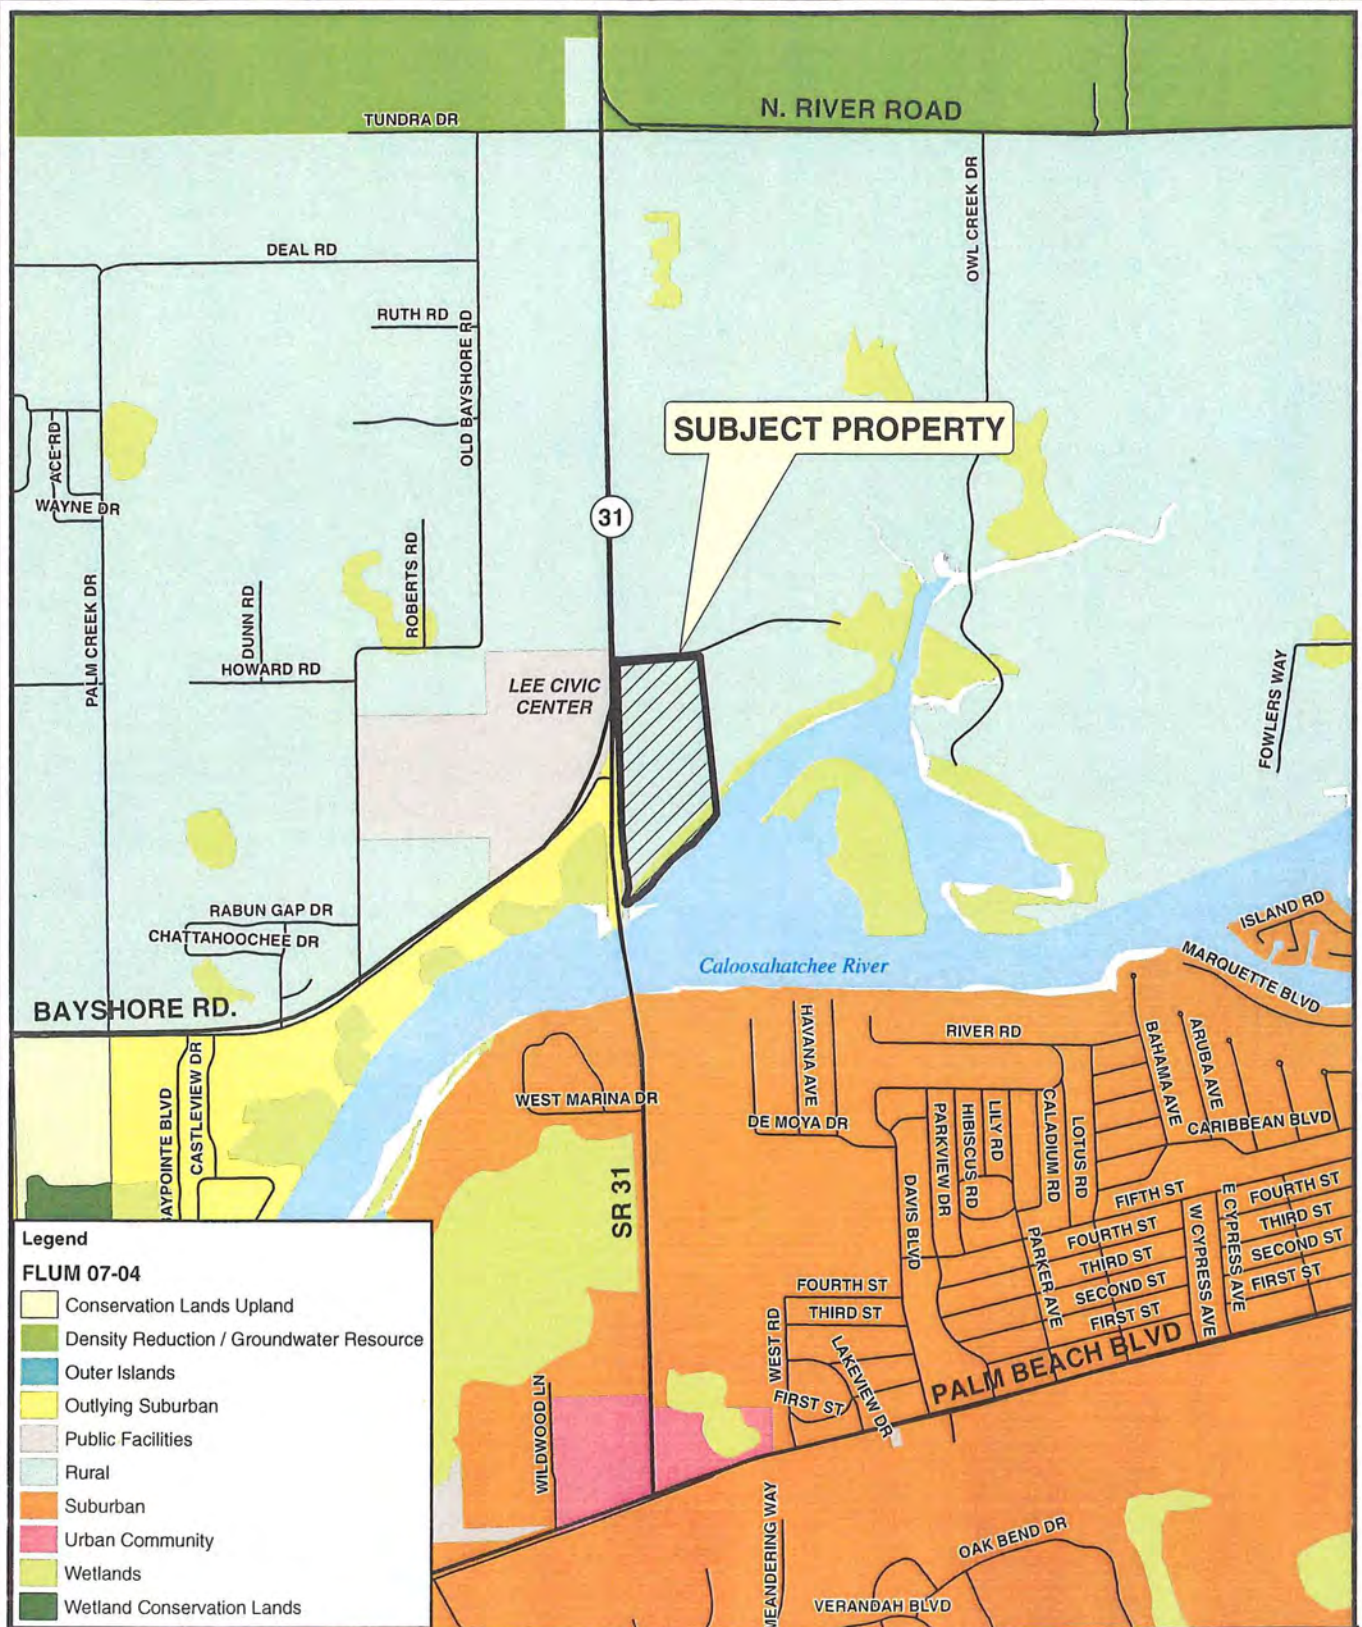 N. RIVER ROAD
TUNDRA DR
OWL CREEK DR
DEAL RD
RUTH RD
OLD BAYSHORE RD
SUBJECT PROPERTY
ACE RD
WAYNE DR
31
ROBERTS RD
PALM CREEK DR
DUNN RD
HOWARD RD
LEE CIVIC
CENTER
FOWLERS WAY
RABUN GAP DR
CHATTAHOOCHEE DR
ISLAND RD
Caloosahatchee River
MARQUETTE BLVD
BAYSHORE RD.
HAVANA AVE
RIVER RD
BAHAMA AVE
ARUBA AVE
BAYPOINTE BLVD
CASTLEVIEW DR
WEST MARINA DR
DE MOYA DR
PARKVIEW DR
HIBISCUS RD
LILY RD
CALADIUM RD
LOTUS RD
CARIBBEAN BLVD
SR 31
DAVIS BLVD
FIFTH ST
FOURTH ST
THIRD ST
SECOND ST
FIRST ST
W CYPRESS AVE
E CYPRESS AVE
FOURTH ST
THIRD ST
SECOND ST
FIRST ST
PARKER AVE
FOURTH ST
THIRD ST
WEST RD
LAKEVIEW DR
FIRST ST
PALM BEACH BLVD
WILDWOOD LN
MEANDERING WAY
OAK BEND DR
VERANDAH BLVD
Legend
FLUM 07-04
Conservation Lands Upland
Density Reduction / Groundwater Resource
Outer Islands
Outlying Suburban
Public Facilities
Rural
Suburban
Urban Community
Wetlands
Wetland Conservation Lands